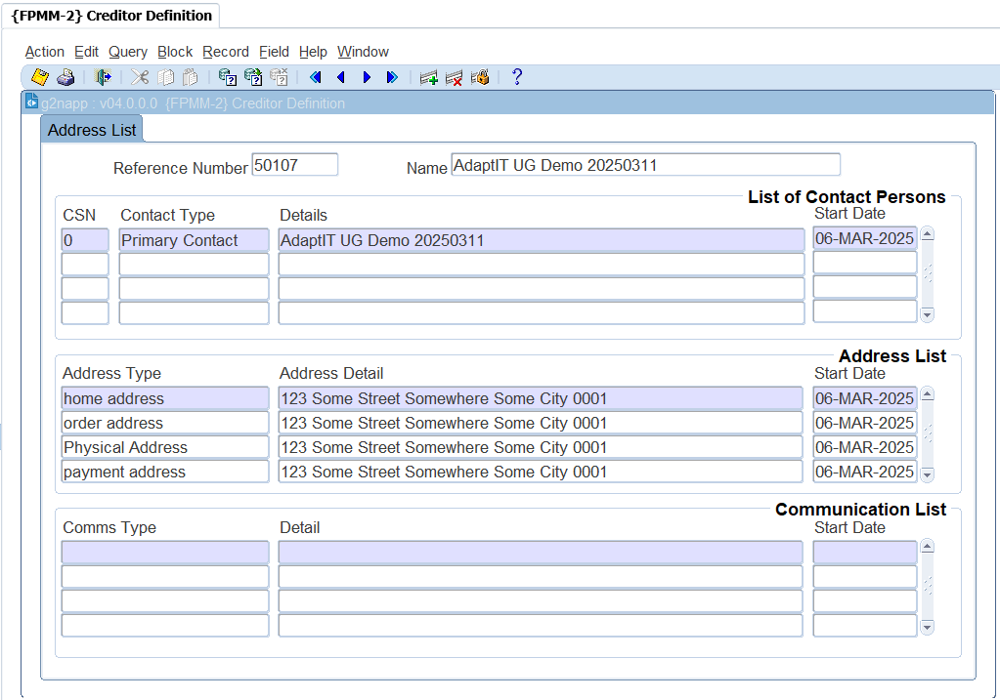 {FPMM-2} Creditor Definition
Action Edit Query Block Record Field Help Window
g2napp : v04.0.0.0 {FPMM-2} Creditor Definition
Address List
Reference Number 50107 Name AdaptIT UG Demo 20250311
List of Contact Persons
CSN Contact Type Details Start Date
0 Primary Contact AdaptIT UG Demo 20250311 06-MAR-2025
Address List
Address Type Address Detail Start Date
home address 123 Some Street Somewhere Some City 0001 06-MAR-2025
order address 123 Some Street Somewhere Some City 0001 06-MAR-2025
Physical Address 123 Some Street Somewhere Some City 0001 06-MAR-2025
payment address 123 Some Street Somewhere Some City 0001 06-MAR-2025
Communication List
Comms Type Detail Start Date